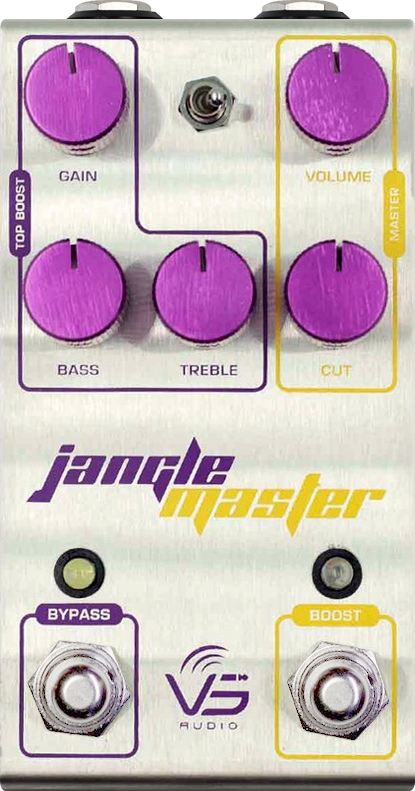 GAIN
VOLUME
TOP BOOST
MASTER
BASS
TREBLE
CUT
jangle
master
BYPASS
BOOST
VS
AUDIO